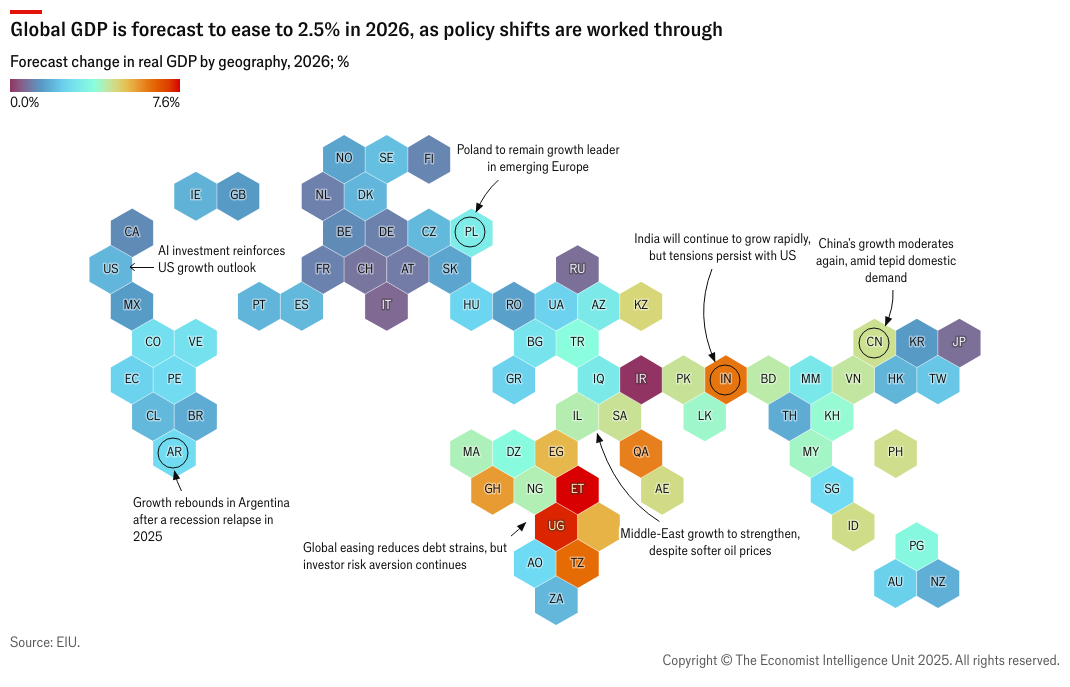 Global GDP is forecast to ease to 2.5% in 2026, as policy shifts are worked through
Forecast change in real GDP by geography, 2026; %
0.0% 7.6%
NO SE FI
Poland to remain growth leader
in emerging Europe
IE GB NL DK
CA BE DE CZ PL
AI investment reinforces
US growth outlook
India will continue to grow rapidly,
but tensions persist with US
China's growth moderates
again, amid tepid domestic
demand
US FR CH AT SK RU
MX PT ES IT HU RO UA AZ KZ
CO VE BG TR CN KR JP
EC PE GR IQ IR PK IN BD MM VN HK TW
CL BR IL SA LK TH KH
AR MA DZ EG QA MY PH
GH NG ET AE SG
Growth rebounds in Argentina
after a recession relapse in
2025
UG ID
Global easing reduces debt strains, but
investor risk aversion continues
Middle-East growth to strengthen,
despite softer oil prices
PG
AO TZ AU NZ
ZA
Source: EIU.
Copyright © The Economist Intelligence Unit 2025. All rights reserved.